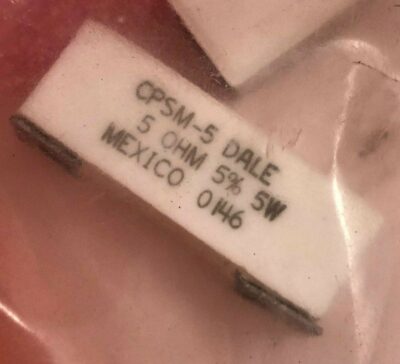 CPSM-5 DALE
5 OHM 5% 5W
MEXICO 0146